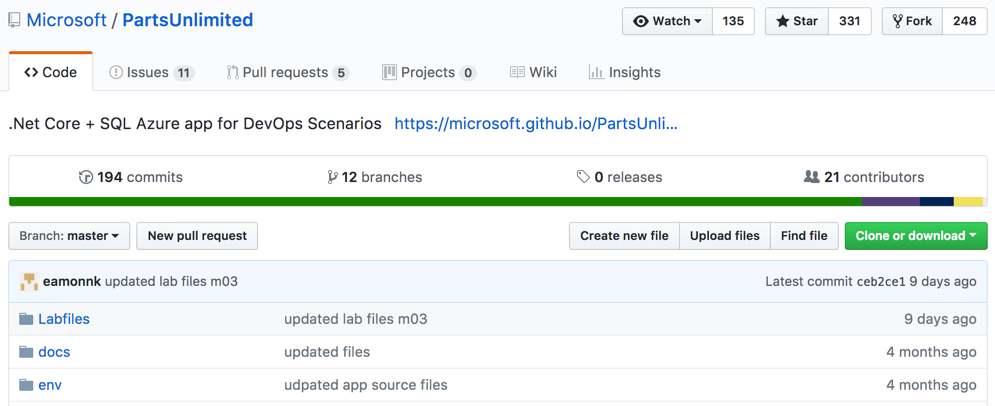 Microsoft / PartsUnlimited Watch 135 Star 331 Fork 248
Code Issues 11 Pull requests 5 Projects 0 Wiki Insights
.Net Core + SQL Azure app for DevOps Scenarios https://microsoft.github.io/PartsUnli...
194 commits 12 branches 0 releases 21 contributors
Branch: master New pull request Create new file Upload files Find file Clone or download
eamonnk updated lab files m03 Latest commit ceb2ce1 9 days ago
Labfiles updated lab files m03 9 days ago
docs updated files 4 months ago
env udpated app source files 4 months ago